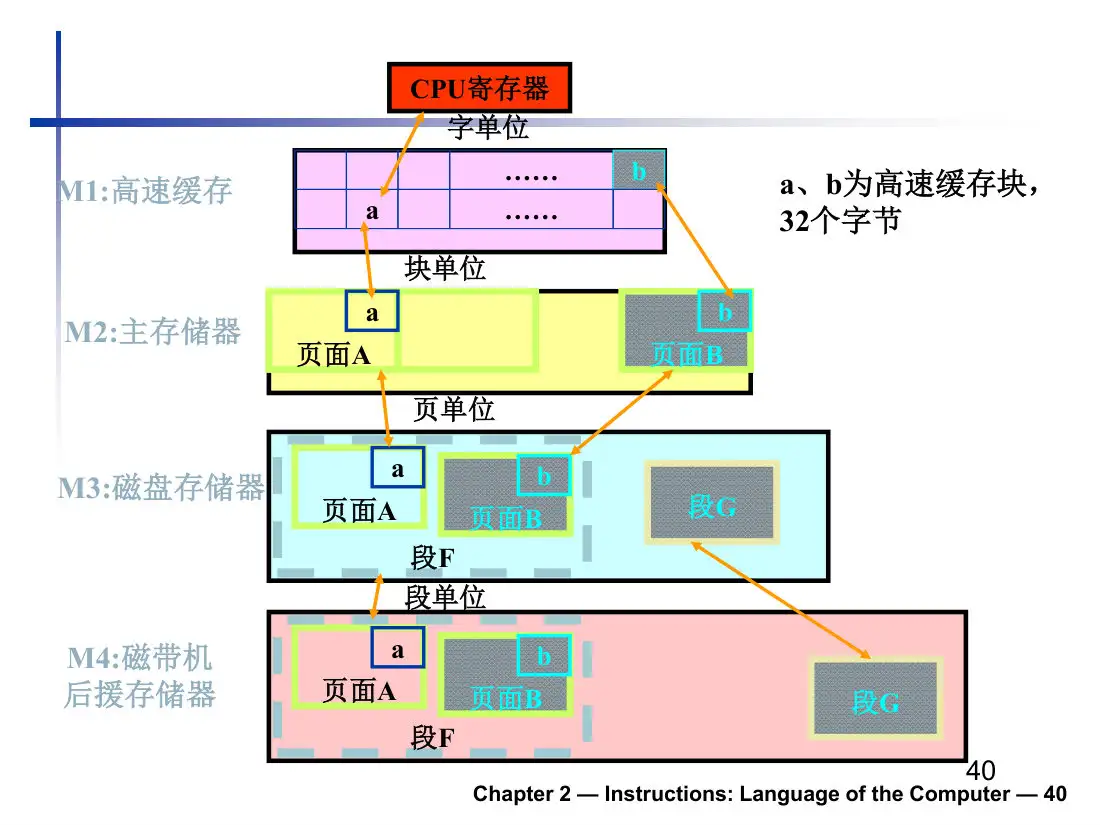 CPU寄存器
字单位
M1:高速缓存
…… b
a ……
a、b为高速缓存块，
32个字节
块单位
M2:主存储器
a
页面A
b
页面B
页单位
M3:磁盘存储器
a
页面A
b
页面B
段F
段G
段单位
M4:磁带机
后援存储器
a
页面A
b
页面B
段F
段G
40
Chapter 2 — Instructions: Language of the Computer — 40